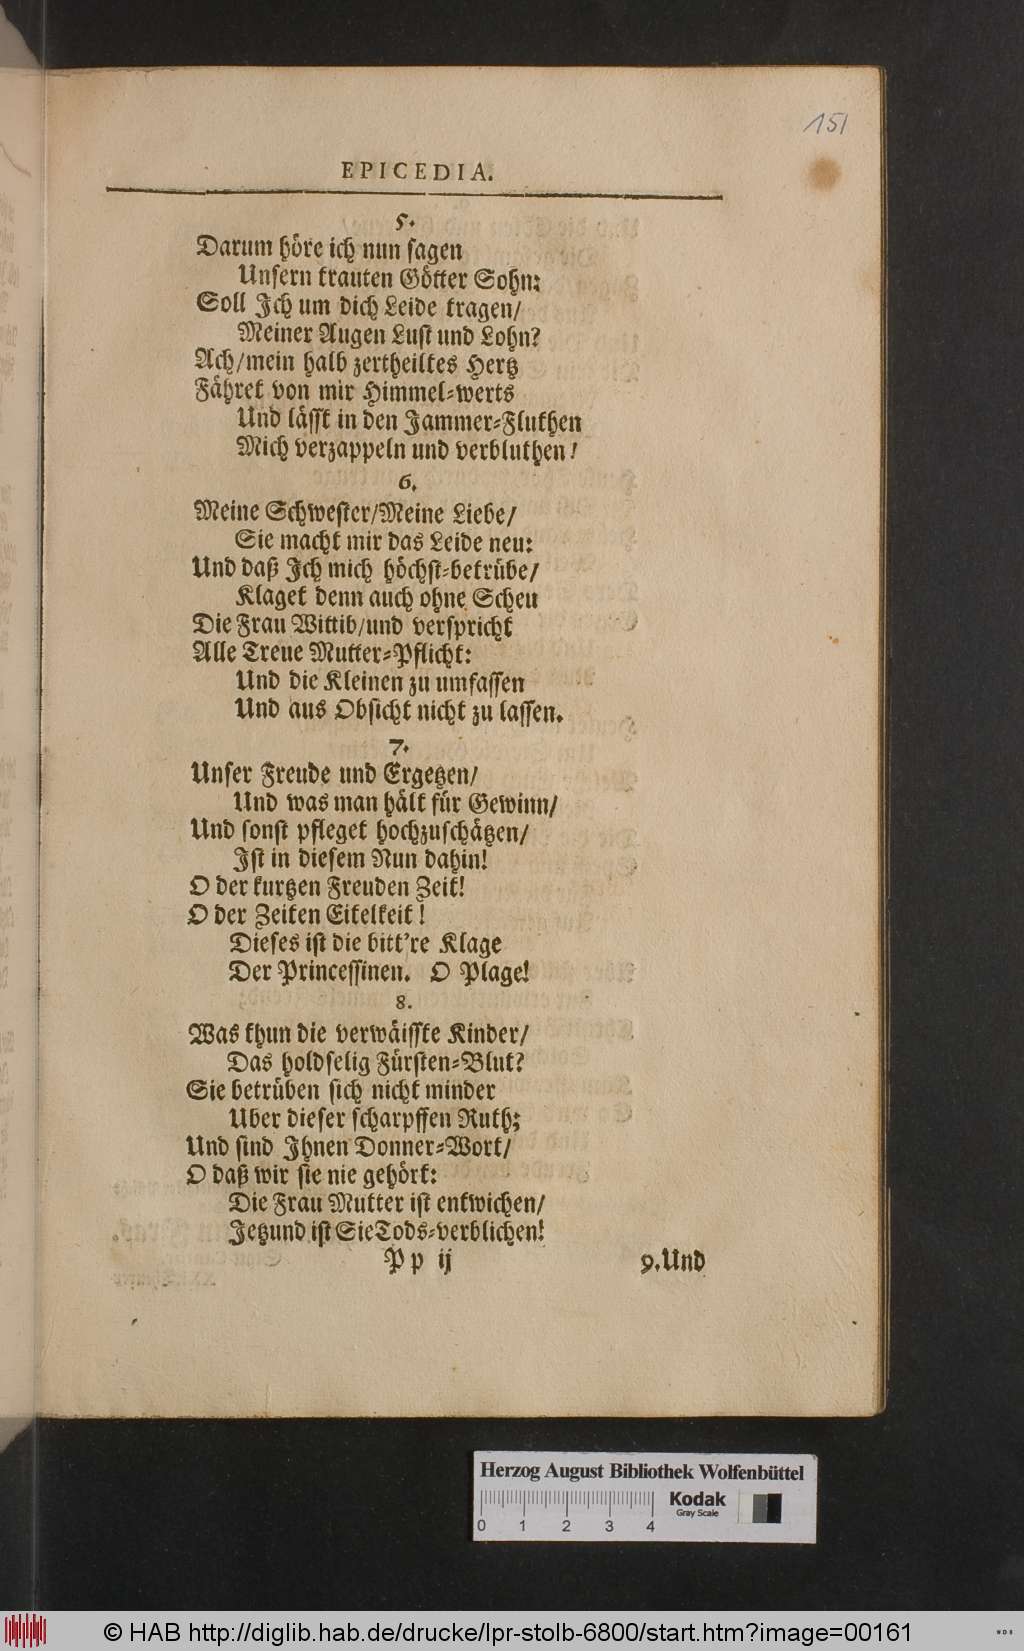 151
EPICEDIA.
5.
Darum höre ich nun sagen
Unsern trauten Götter Sohn:
Soll Ich um dich Leide tragen/
Meiner Augen Lust und Lohn?
Ach/mein halb zertheiltes Hertz
Fähret von mir Himmel-werts
Und lässt in den Jammer-Fluthen
Mich verzappeln und verbluthen!
6.
Meine Schwester/Meine Liebe/
Sie macht mir das Leide neu:
Und daß Ich mich höchst-betrübe/
Klaget denn auch ohne Scheu
Die Frau Wittib/und verspricht
Alle Treue Mutter-Pflicht:
Und die Kleinen zu umfassen
Und aus Obsicht nicht zu lassen.
7.
Unser Freude und Ergetzen/
Und was man hält für Gewinn/
Und sonst pfleget hochzuschätzen/
Ist in diesem Nun dahin!
O der kurtzen Freuden Zeit!
O der Zeiten Eitelkeit!
Dieses ist die bitt're Klage
Der Princessinen. O Plage!
8.
Was thun die verwäisste Kinder/
Das holdselig Fürsten-Blut?
Sie betrüben sich nicht minder
Uber dieser scharpffen Ruth;
Und sind Ihnen Donner-Wort/
O daß wir sie nie gehört:
Die Frau Mutter ist entwichen/
Jetzund ist Sie Tods-verblichen!
Pp ij 9.Und
Herzog August Bibliothek Wolfenbüttel
Kodak
Gray Scale
0 1 2 3 4
© HAB http://diglib.hab.de/drucke/lpr-stolb-6800/start.htm?image=00161